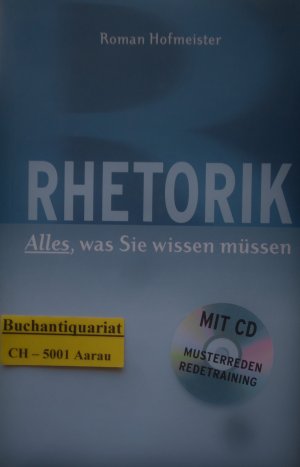 Roman Hofmeister
RHETORIK
Alles, was Sie wissen müssen
Buchantiquariat
CH – 5001 Aarau
MIT CD
MUSTERREDEN
REDETRAINING